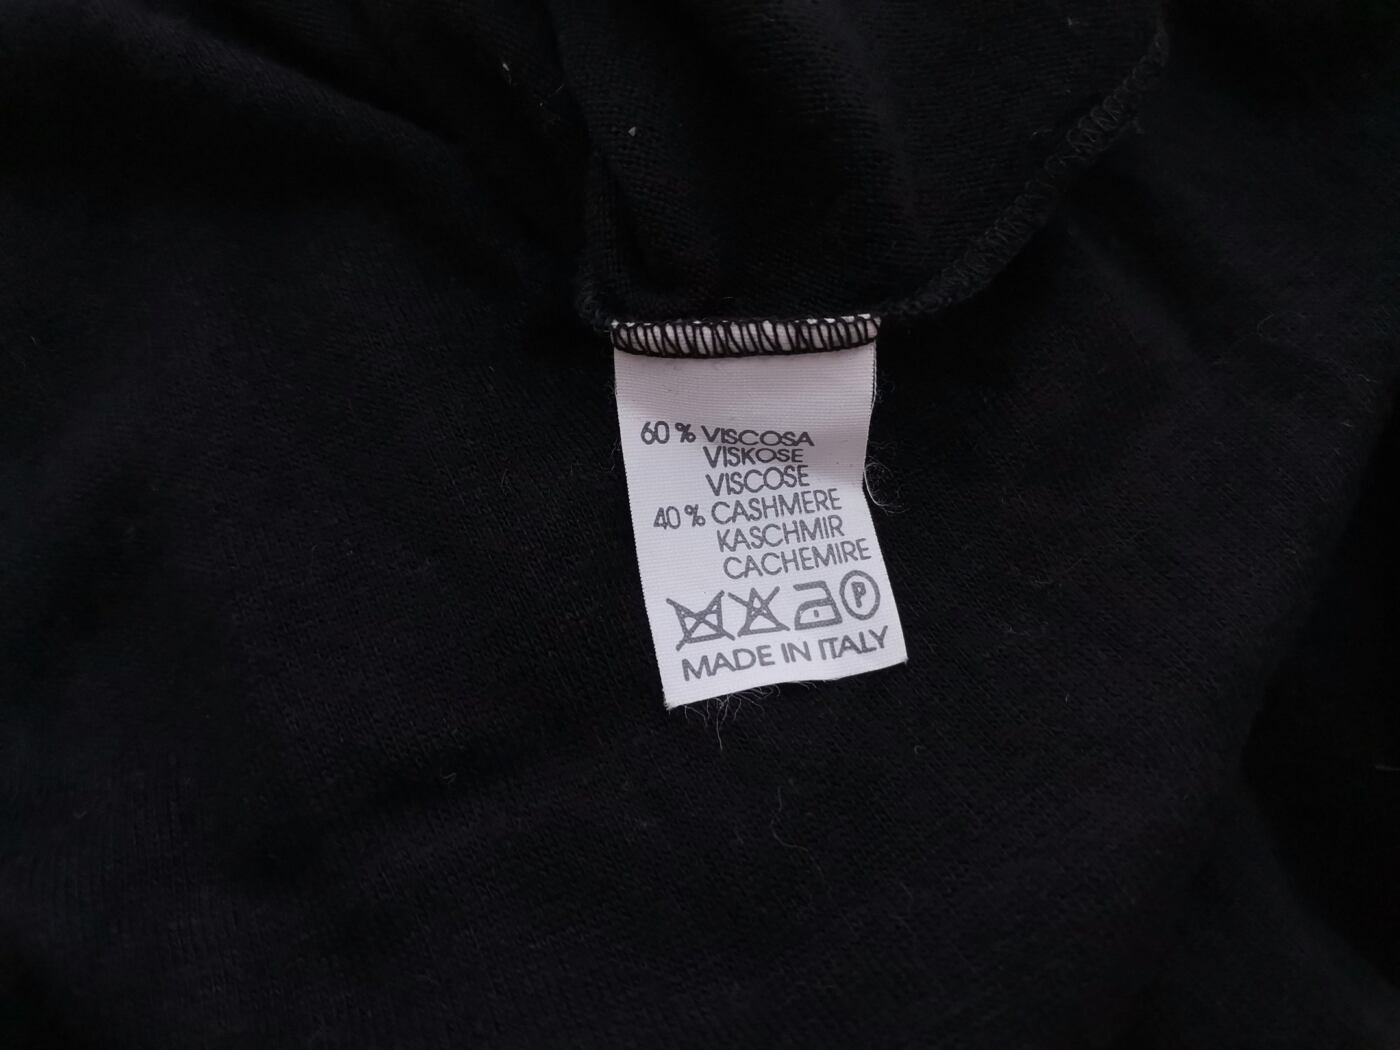 60% VISCOSA
VISKOSE
VISCOSE
40% CASHMERE
KASCHMIR
CACHEMIRE
P
MADE IN ITALY